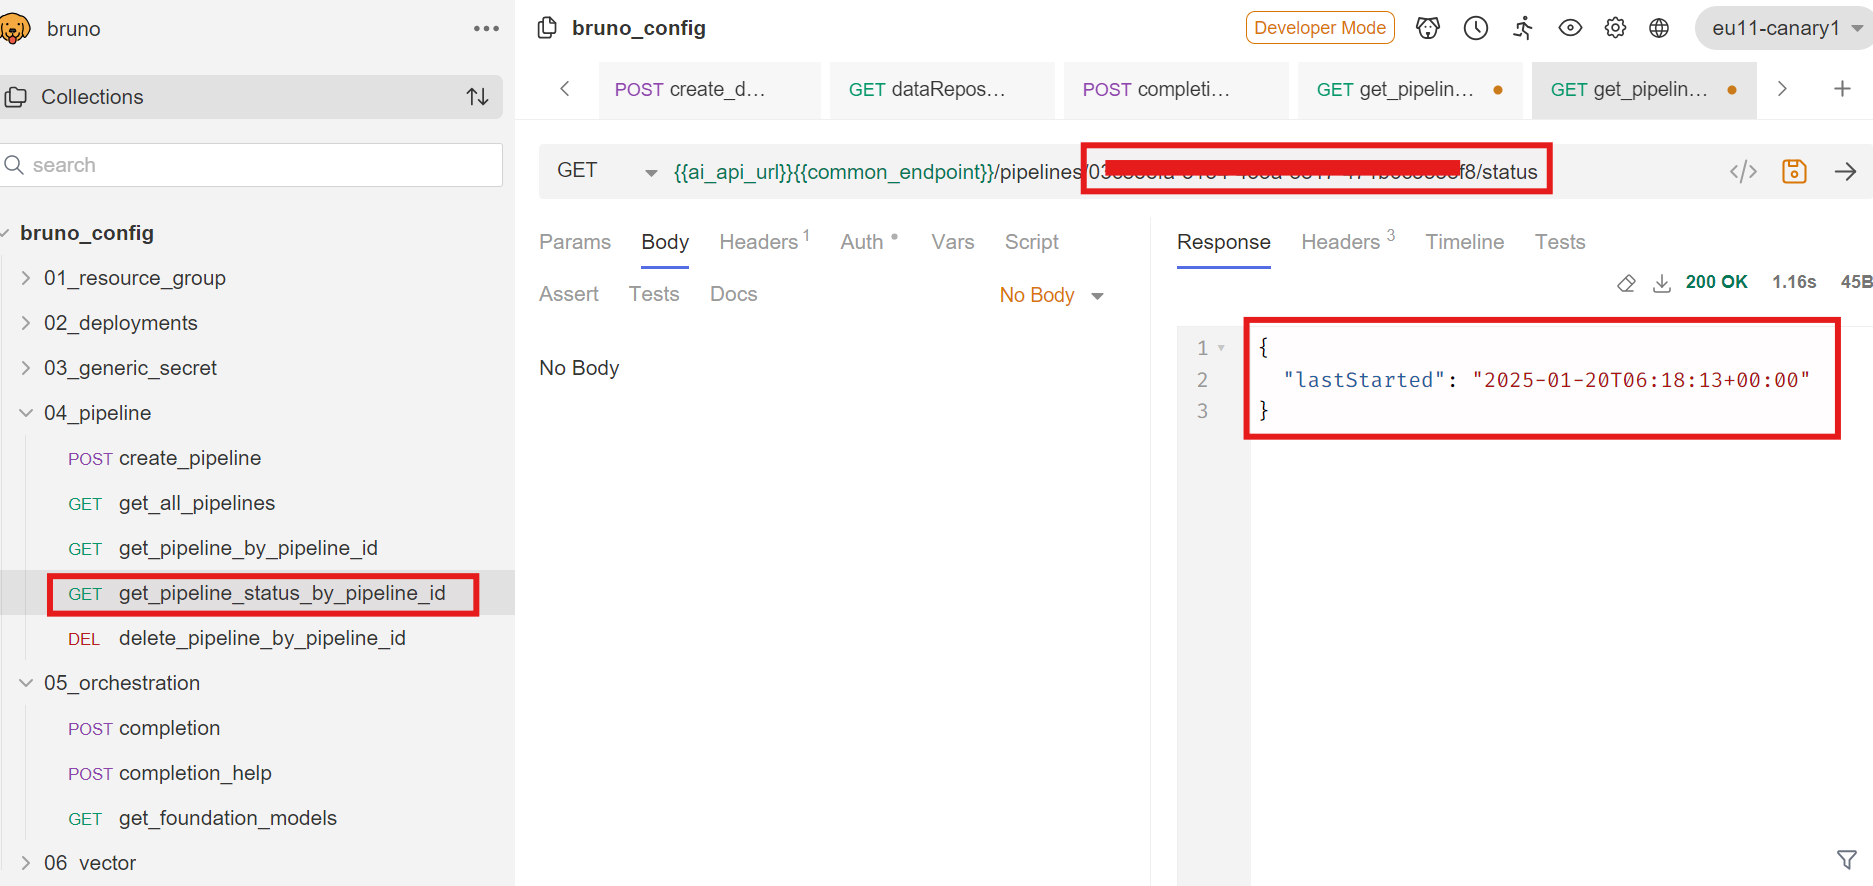 bruno
Collections
search
bruno_config
01_resource_group
02_deployments
03_generic_secret
04_pipeline
POST create_pipeline
GET get_all_pipelines
GET get_pipeline_by_pipeline_id
GET get_pipeline_status_by_pipeline_id
DEL delete_pipeline_by_pipeline_id
05_orchestration
POST completion
POST completion_help
GET get_foundation_models
06 vector
bruno_config
Developer Mode
eu11-canary1
POST create_d...
GET dataRepos...
POST completi...
GET get_pipelin...
GET get_pipelin...
GET {{ai_api_url}}{{common_endpoint}}/pipelines/ f8/status
Params Body Headers 1 Auth Vars Script
Assert Tests Docs No Body
No Body
Response Headers 3 Timeline Tests
200 OK 1.16s 45B
1 {
2 "lastStarted": "2025-01-20T06:18:13+00:00"
3 }